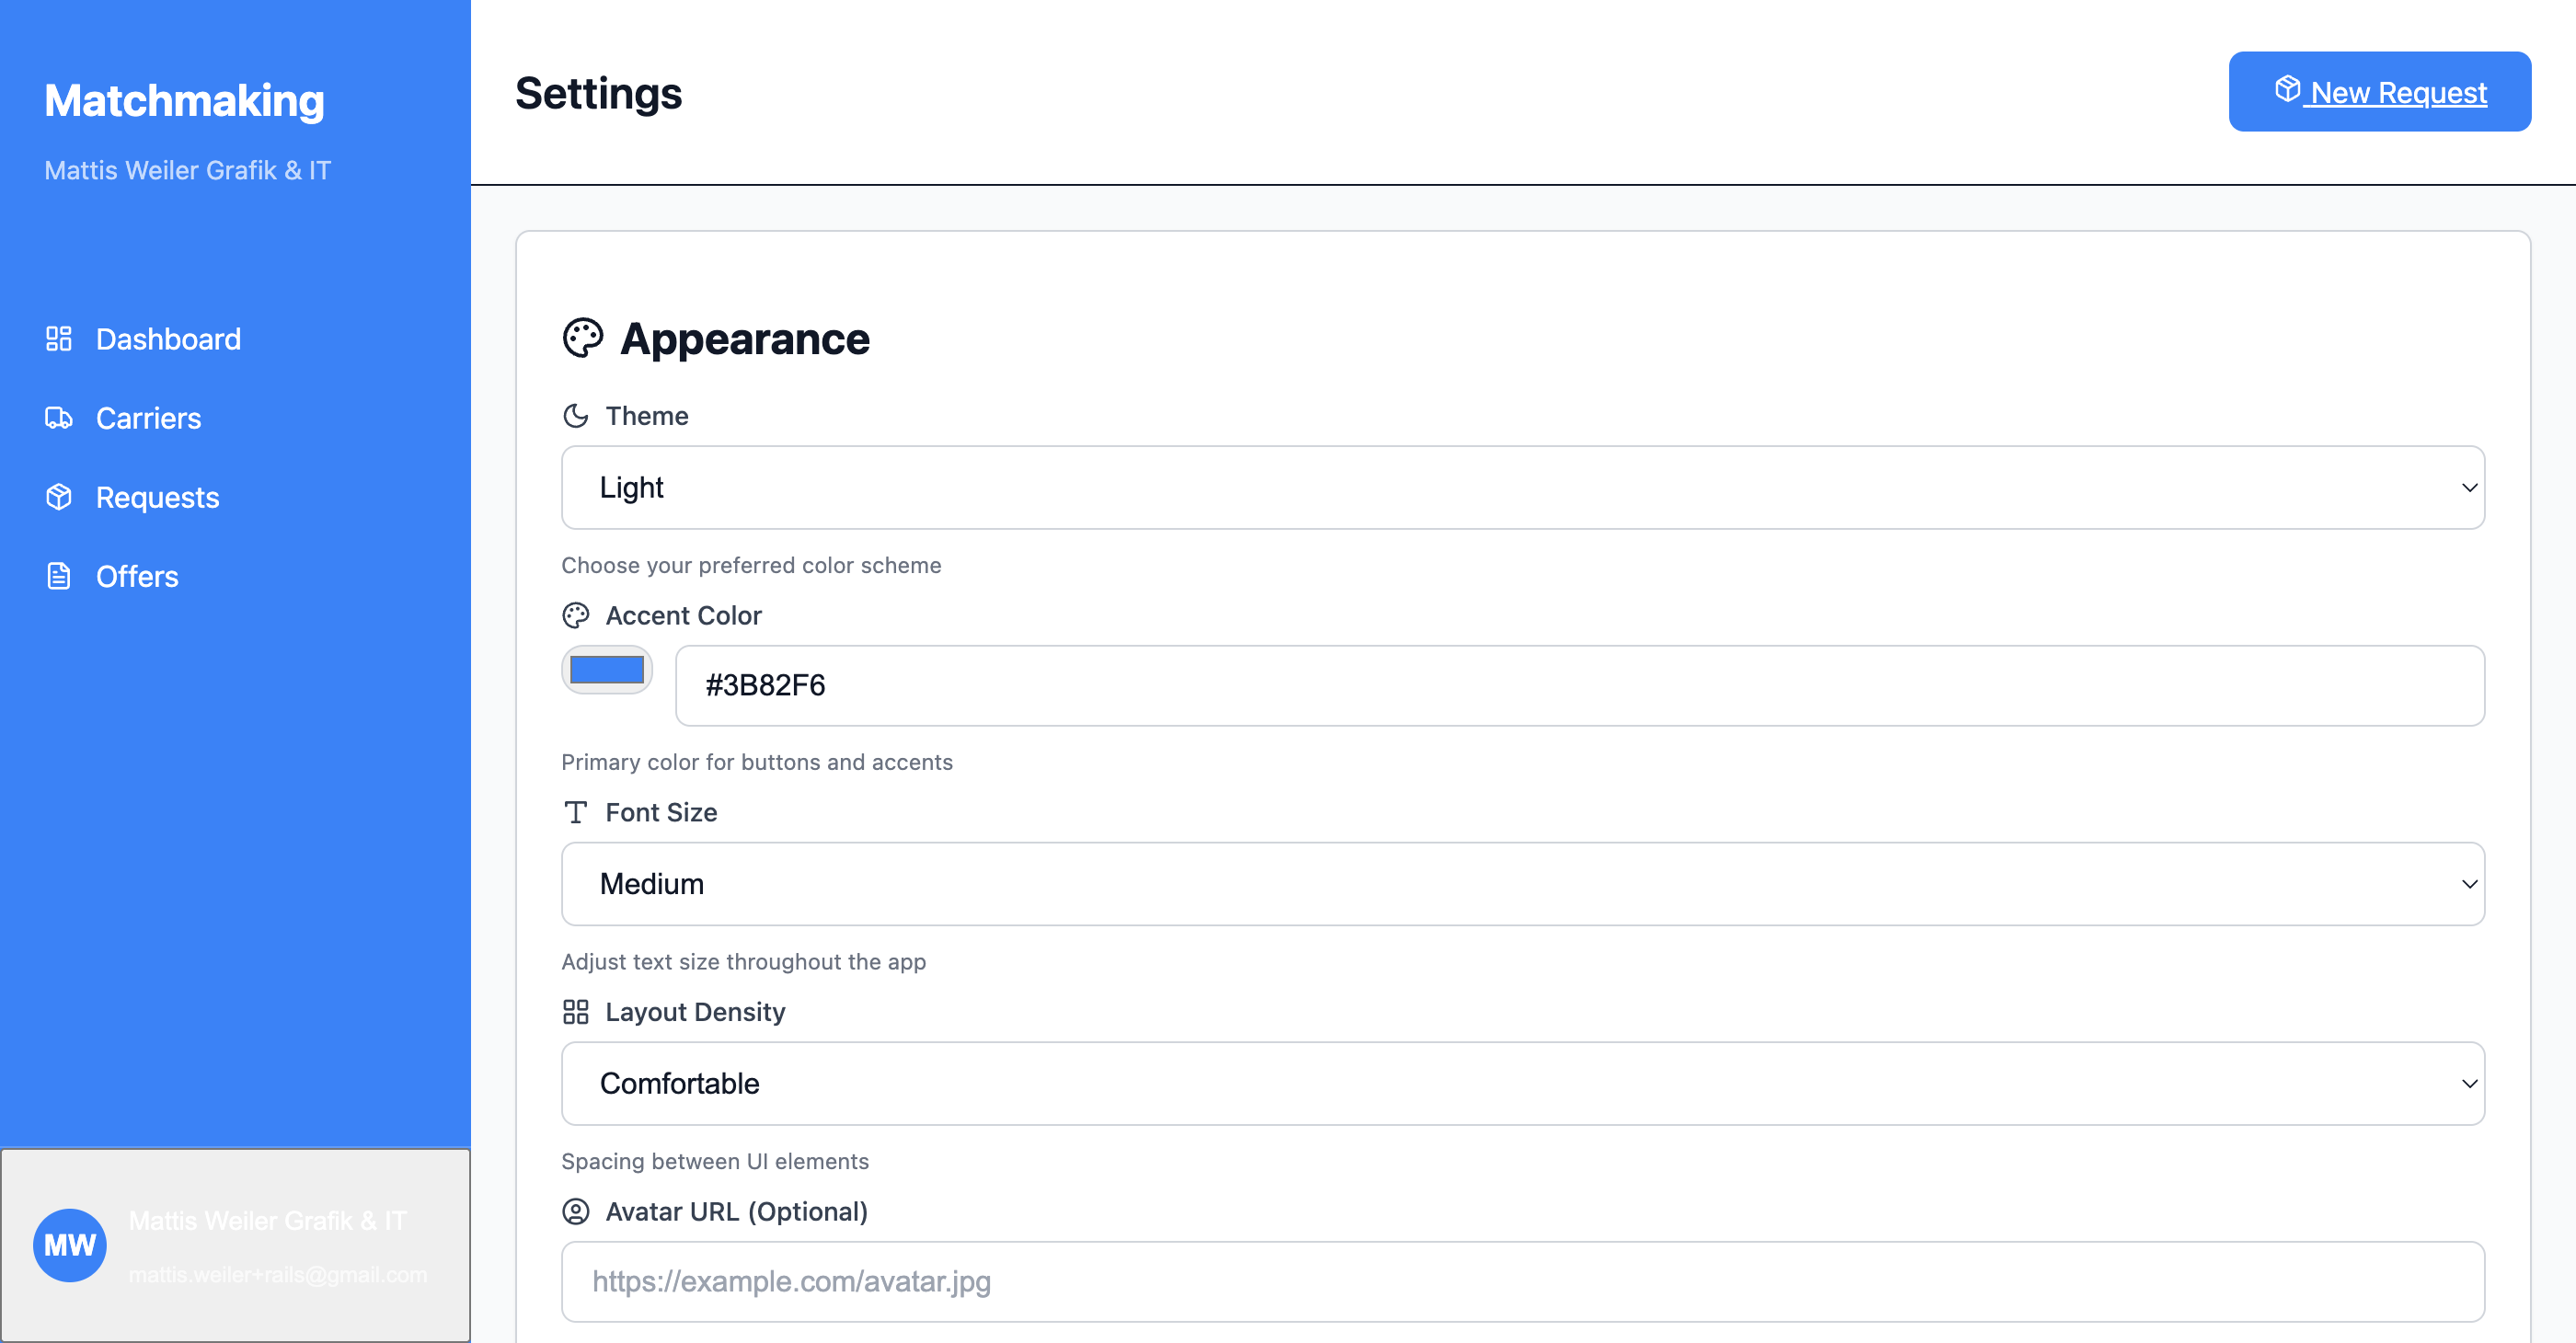 Matchmaking
Mattis Weiler Grafik & IT
Dashboard
Carriers
Requests
Offers
MW
Mattis Weiler Grafik & IT
mattis.weiler+rails@gmail.com
Settings
New Request
Appearance
Theme
Light
Choose your preferred color scheme
Accent Color
#3B82F6
Primary color for buttons and accents
Font Size
Medium
Adjust text size throughout the app
Layout Density
Comfortable
Spacing between UI elements
Avatar URL (Optional)
https://example.com/avatar.jpg